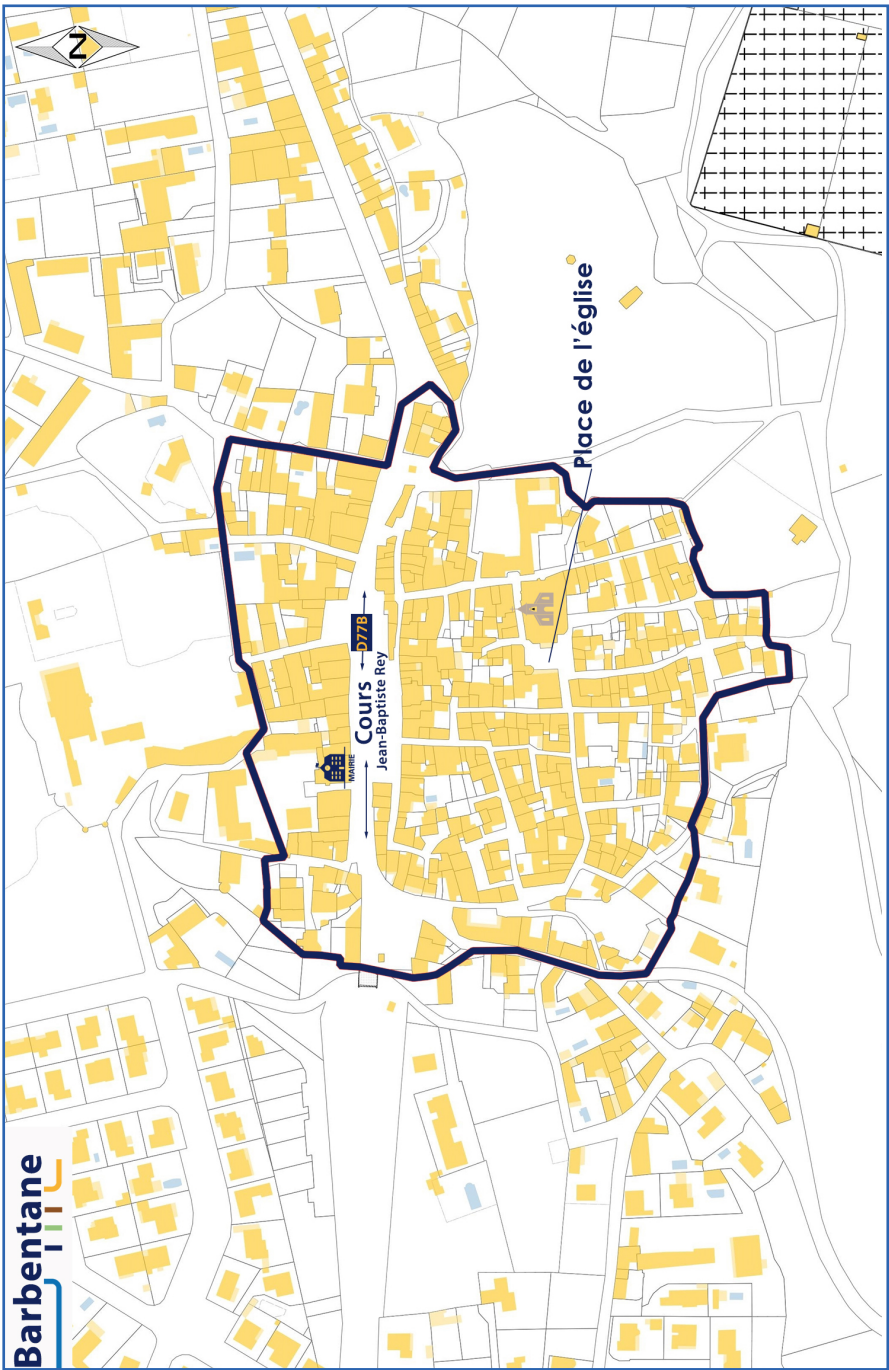 Barbentane
N
MAIRIE
D77B
Cours
Jean-Baptiste Rey
Place de l'église